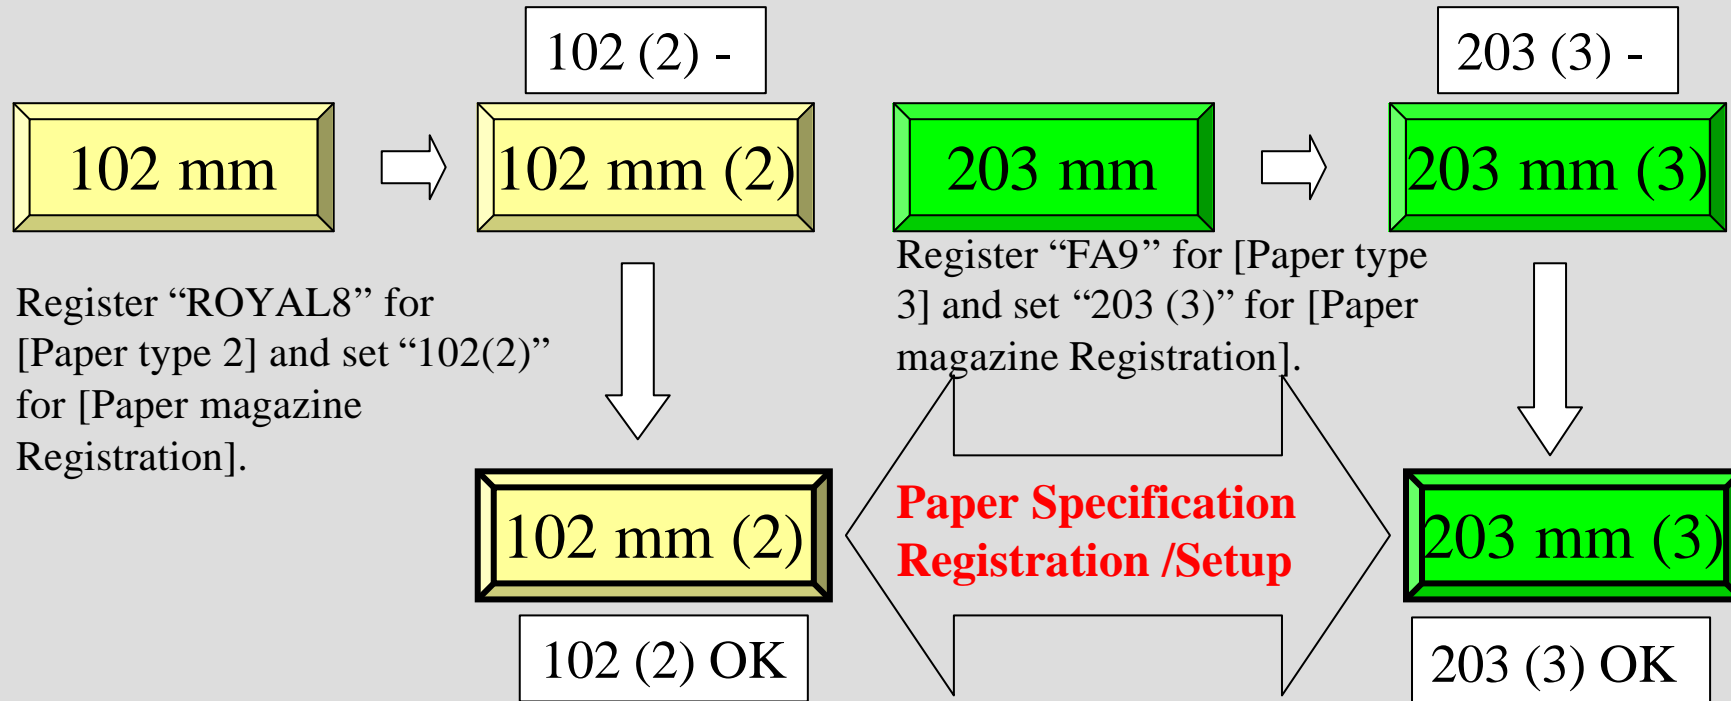 102 (2) -
203 (3) -
102 mm
102 mm (2)
203 mm
203 mm (3)
Register “ROYAL8” for
[Paper type 2] and set “102(2)”
for [Paper magazine
Registration].
Register “FA9” for [Paper type
3] and set “203 (3)” for [Paper
magazine Registration].
102 mm (2)
Paper Specification
Registration /Setup
203 mm (3)
102 (2) OK
203 (3) OK